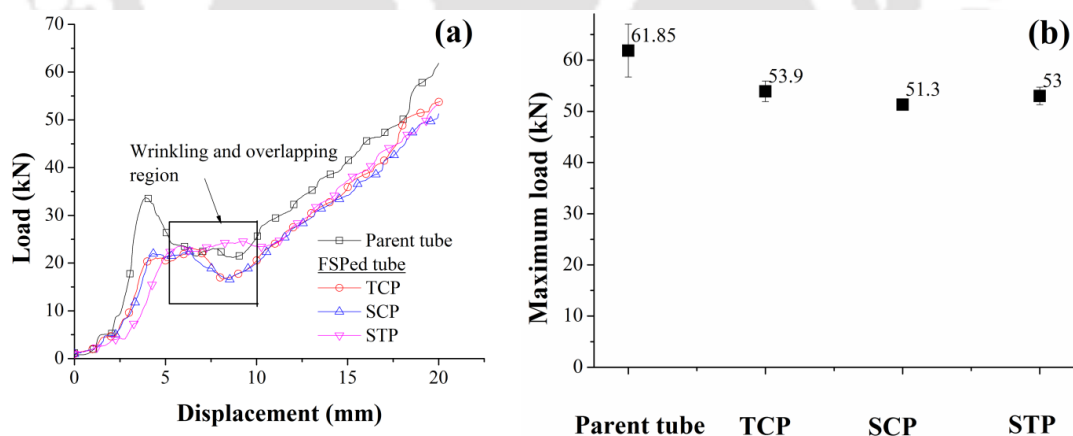 (a)
70
60
50
40
30
20
10
0
Load (kN)
Wrinkling and overlapping
region
Parent tube
FSPed tube
TCP
SCP
STP
0 5 10 15 20
Displacement (mm)
(b)
60
50
40
30
20
10
0
Maximum load (kN)
61.85
53.9
51.3
53
Parent tube TCP SCP STP